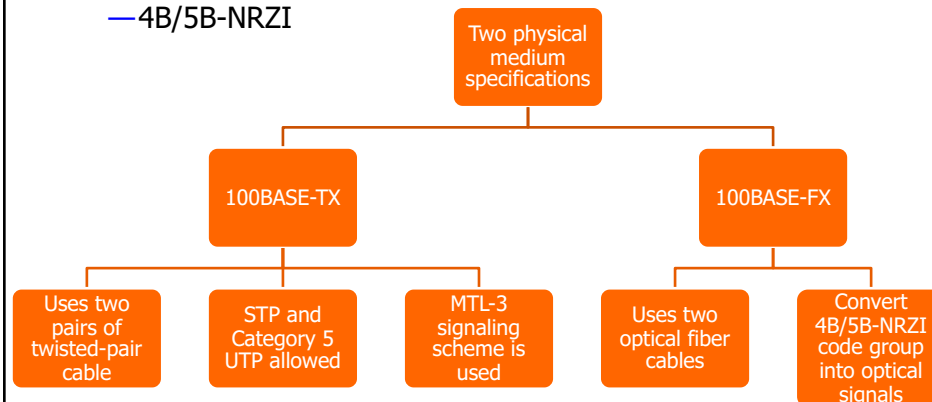 —4B/5B-NRZI
Two physical
medium
specifications
100BASE-TX
100BASE-FX
Uses two
pairs of
twisted-pair
cable
STP and
Category 5
UTP allowed
MTL-3
signaling
scheme is
used
Uses two
optical fiber
cables
Convert
4B/5B-NRZI
code group
into optical
signals